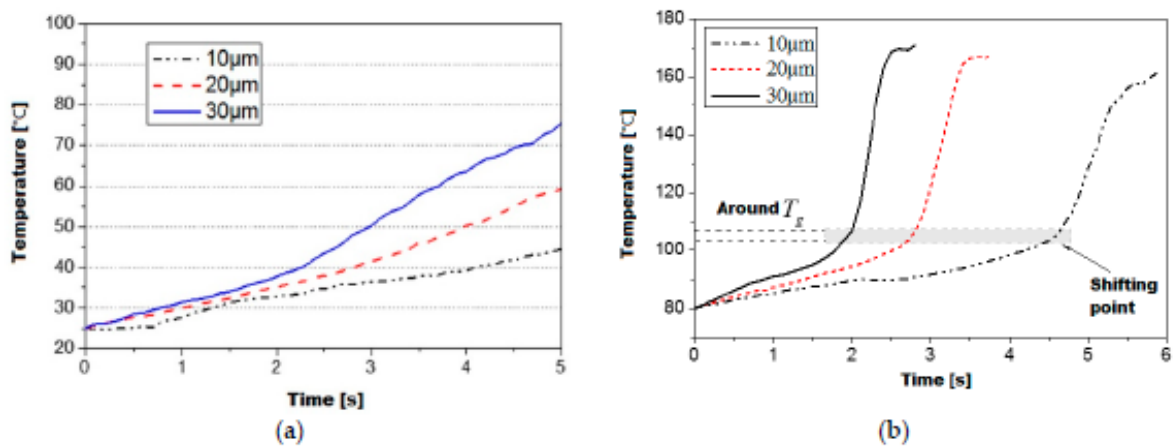 100
90
80
70
60
50
40
30
20
Temperature [°C]
10μm
20μm
30μm
0 1 2 3 4 5
Time [s]
(a)
180
160
140
120
100
80
Temperature [°C]
10μm
20μm
30μm
Around Tg
Shifting
point
0 1 2 3 4 5 6
Time [s]
(b)